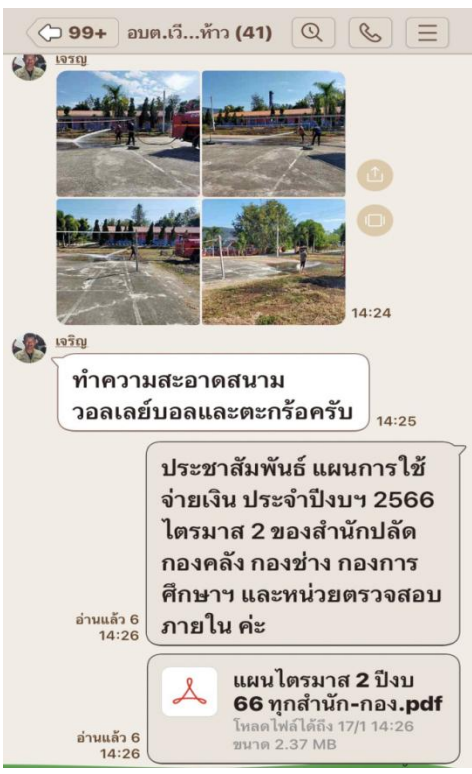 99+ อบต.เวี...ห้าว (41)
เจริญ
14:24
เจริญ
ทำความสะอาดสนาม
วอลเลย์บอลและตะกร้อครับ
14:25
ประชาสัมพันธ์ แผนการใช้
จ่ายเงิน ประจำปีงบฯ 2566
ไตรมาส 2 ของสำนักปลัด
กองคลัง กองช่าง กองการ
ศึกษาฯ และหน่วยตรวจสอบ
ภายใน ค่ะ
อ่านแล้ว 6
14:26
แผนไตรมาส 2 ปีงบ
66 ทุกสำนัก-กอง.pdf
โหลดไฟล์ได้ถึง 17/1 14:26
ขนาด 2.37 MB
อ่านแล้ว 6
14:26